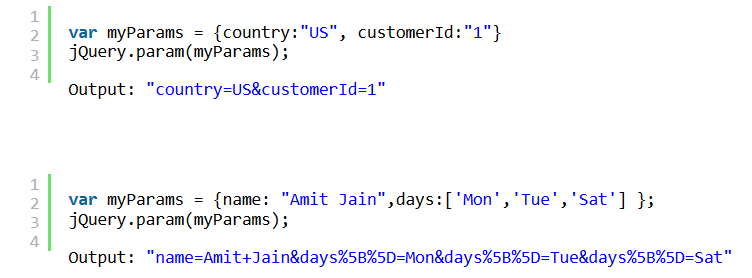 1
2 var myParams = {country:"US", customerId:"1"}
3 jQuery.param(myParams);
4
Output: "country=US&customerId=1"
1
2 var myParams = {name: "Amit Jain",days:['Mon','Tue','Sat'] };
3 jQuery.param(myParams);
4
Output: "name=Amit+Jain&days%5B%5D=Mon&days%5B%5D=Tue&days%5B%5D=Sat"